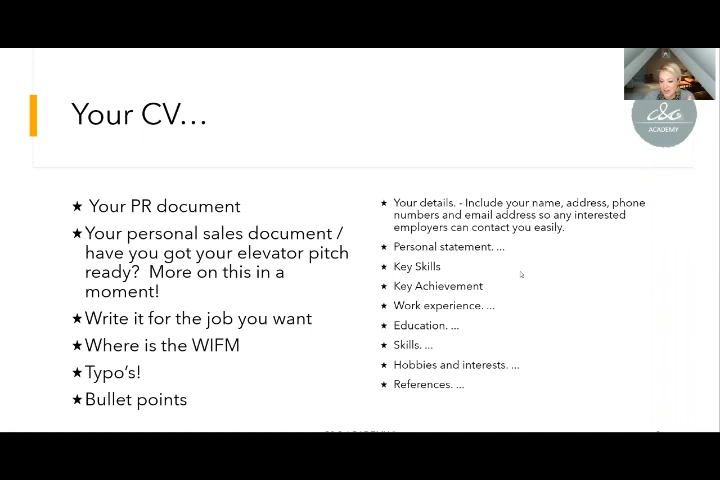 Your CV...
c&c
ACADEMY
★ Your PR document
★ Your personal sales document /
have you got your elevator pitch
ready? More on this in a
moment!
★ Write it for the job you want
★ Where is the WIFM
★ Typo's!
★ Bullet points
★ Your details. - Include your name, address, phone
numbers and email address so any interested
employers can contact you easily.
★ Personal statement. ...
★ Key Skills
★ Key Achievement
★ Work experience. ...
★ Education. ...
★ Skills. ...
★ Hobbies and interests. ...
★ References. ...